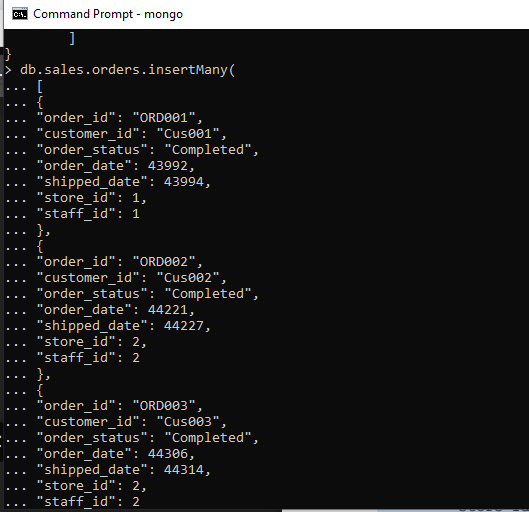 Command Prompt - mongo
]
}
> db.sales.orders.insertMany(
... [
... {
... "order_id": "ORD001",
... "customer_id": "Cus001",
... "order_status": "Completed",
... "order_date": 43992,
... "shipped_date": 43994,
... "store_id": 1,
... "staff_id": 1
... },
... {
... "order_id": "ORD002",
... "customer_id": "Cus002",
... "order_status": "Completed",
... "order_date": 44221,
... "shipped_date": 44227,
... "store_id": 2,
... "staff_id": 2
... },
... {
... "order_id": "ORD003",
... "customer_id": "Cus003",
... "order_status": "Completed",
... "order_date": 44306,
... "shipped_date": 44314,
... "store_id": 2,
... "staff_id": 2